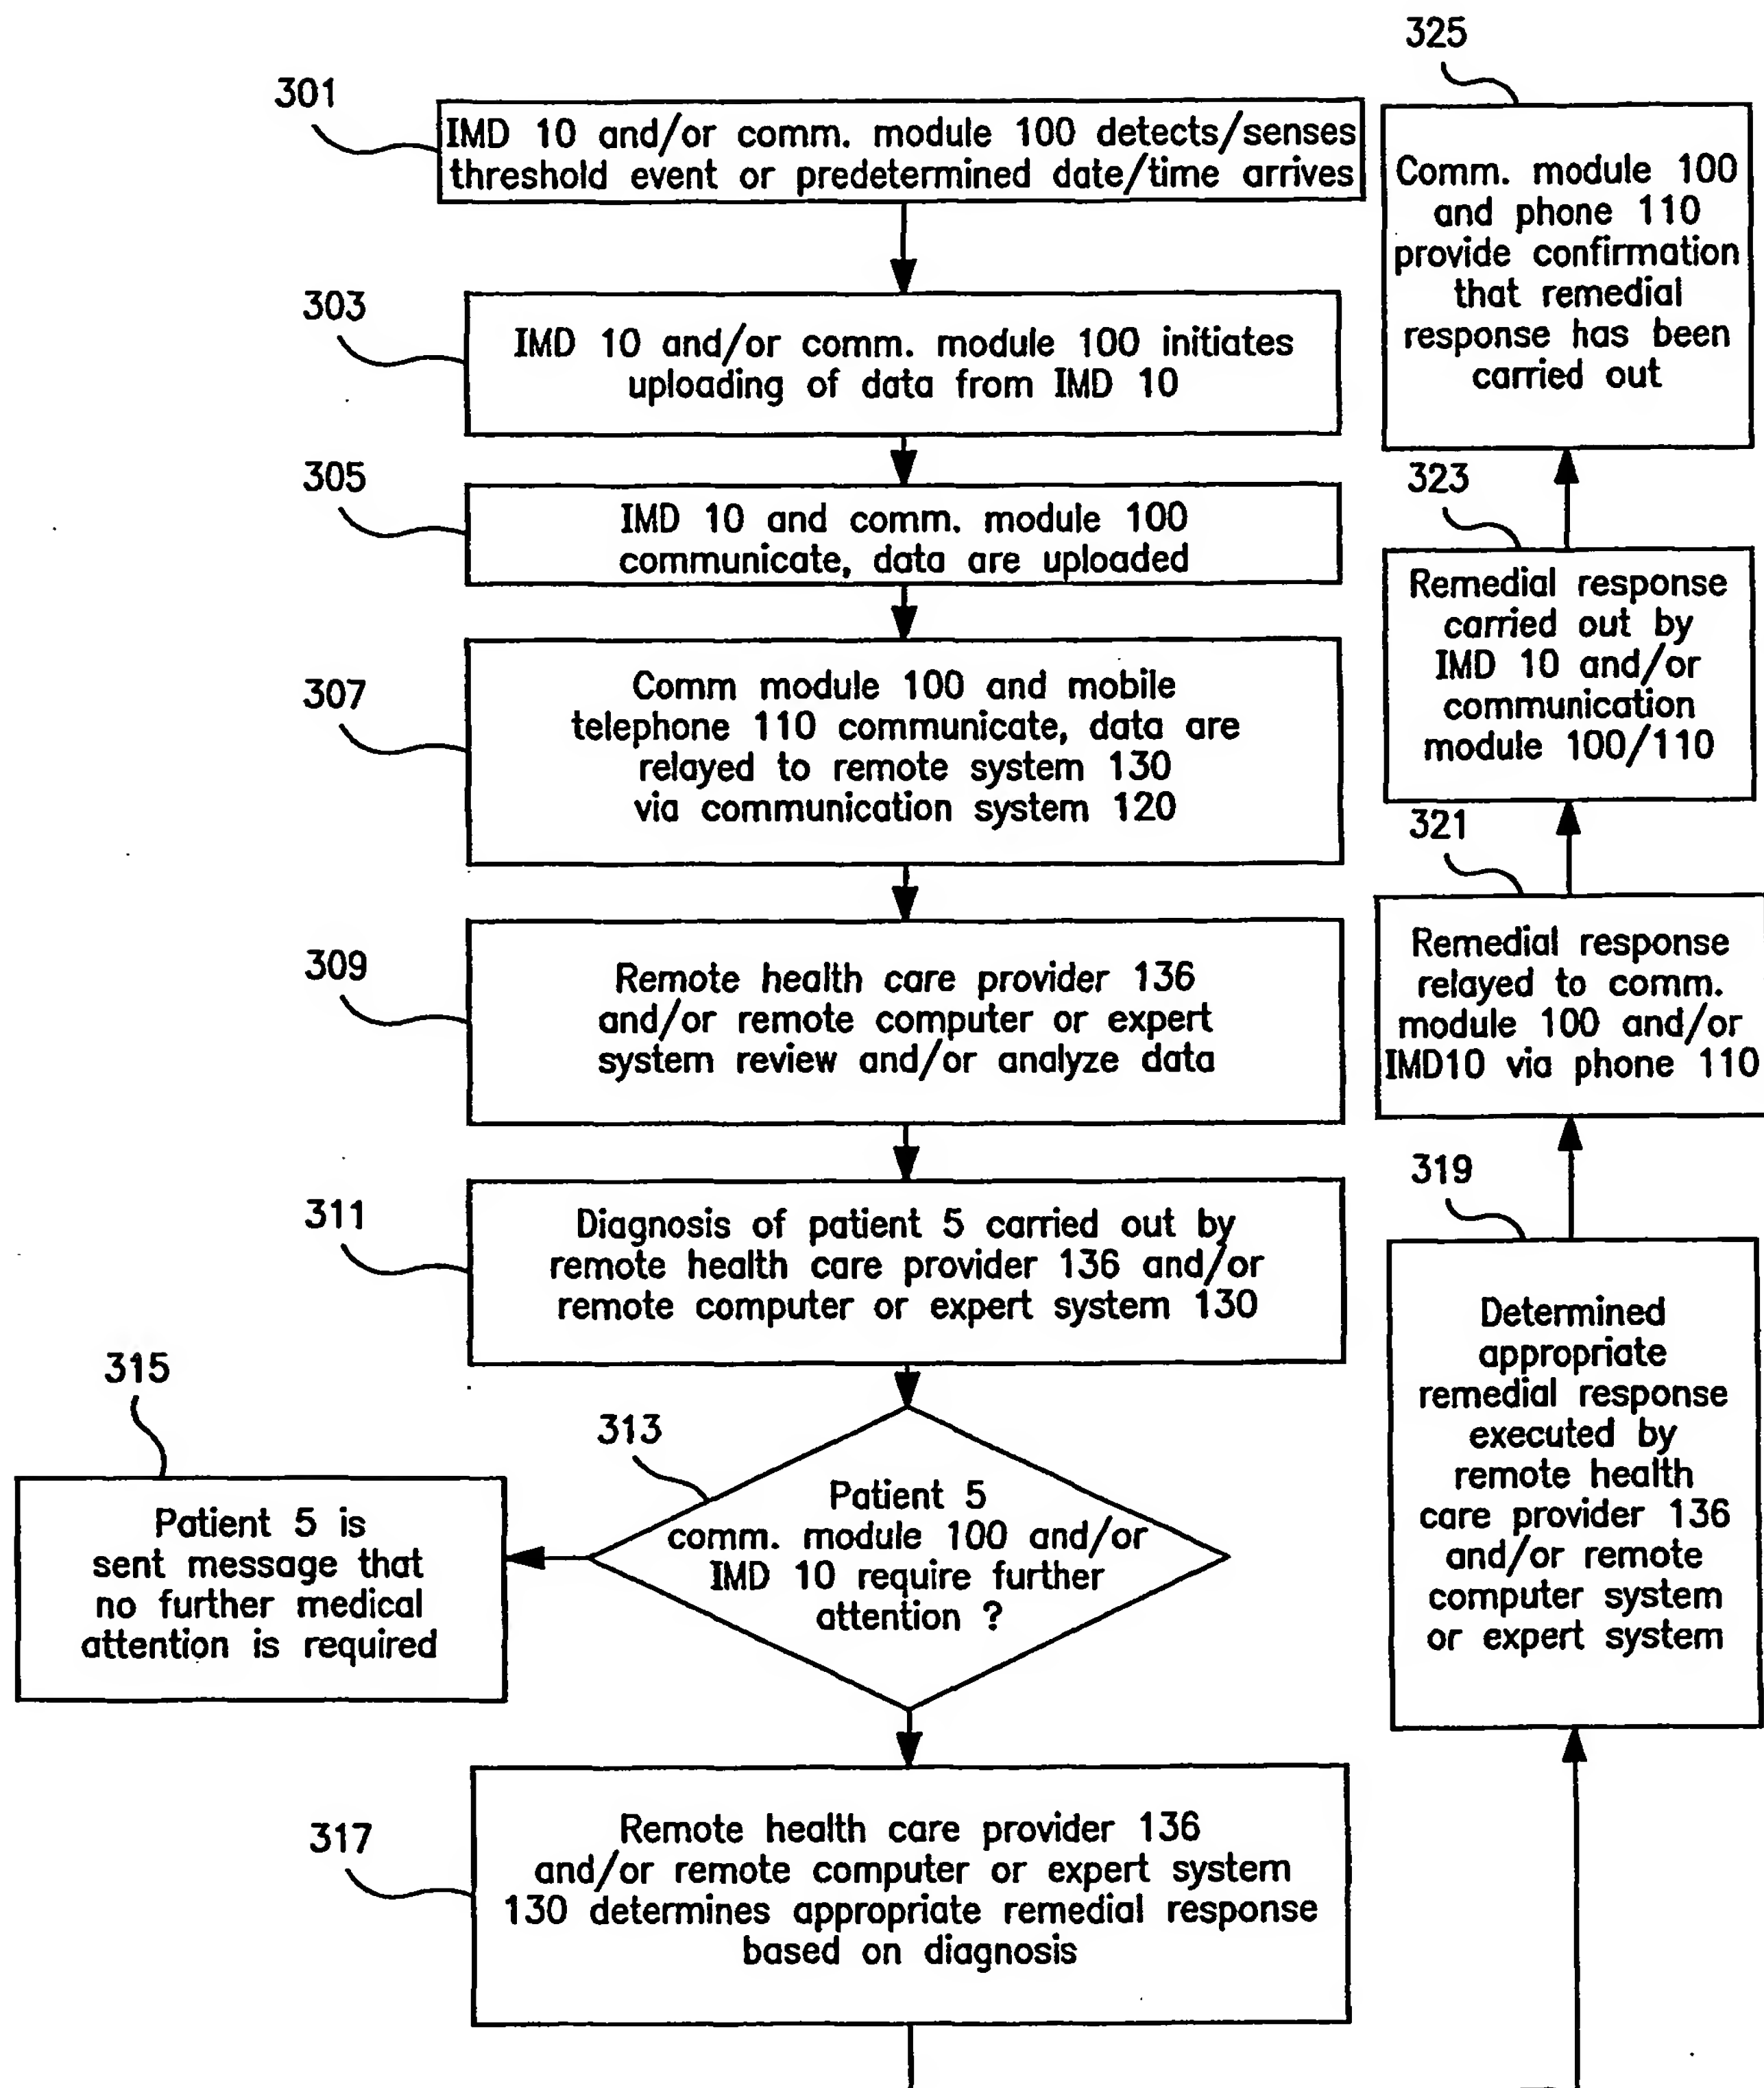 301
IMD 10 and/or comm. module 100 detects/senses
threshold event or predetermined date/time arrives
303
IMD 10 and/or comm. module 100 initiates
uploading of data from IMD 10
305
IMD 10 and comm. module 100
communicate, data are uploaded
307
Comm module 100 and mobile
telephone 110 communicate, data are
relayed to remote system 130
via communication system 120
309
Remote health care provider 136
and/or remote computer or expert
system review and/or analyze data
311
Diagnosis of patient 5 carried out by
remote health care provider 136 and/or
remote computer or expert system 130
313
Patient 5
comm. module 100 and/or
IMD 10 require further
attention ?
315
Patient 5 is
sent message that
no further medical
attention is required
317
Remote health care provider 136
and/or remote computer or expert system
130 determines appropriate remedial response
based on diagnosis
319
Determined
appropriate
remedial response
executed by
remote health
care provider 136
and/or remote
computer system
or expert system
321
Remedial response
relayed to comm.
module 100 and/or
IMD10 via phone 110
323
Remedial response
carried out by
IMD 10 and/or
communication
module 100/110
325
Comm. module 100
and phone 110
provide confirmation
that remedial
response has been
carried out